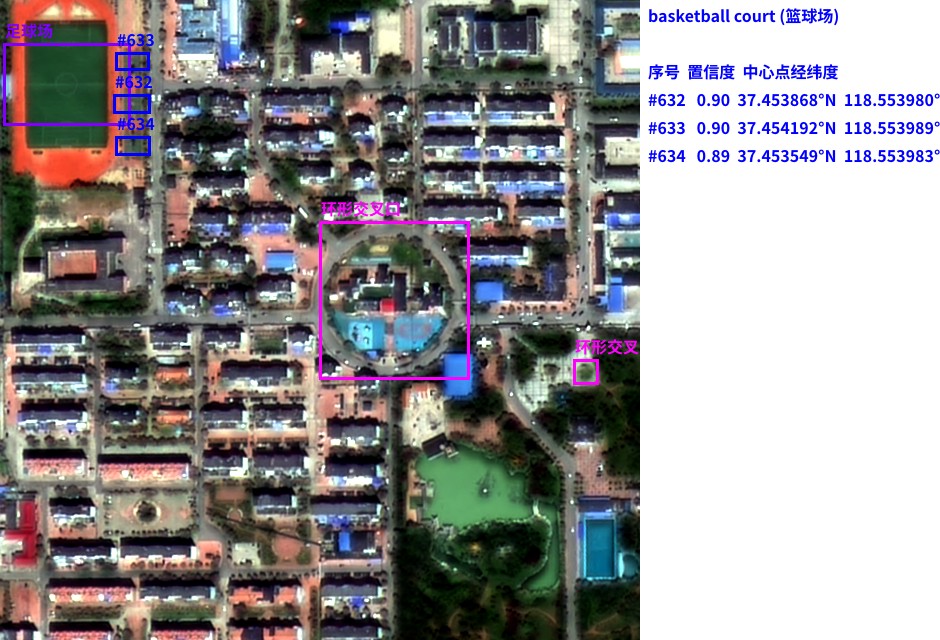 basketball court (篮球场)
足球场
#633
序号 置信度 中心点经纬度
#632
#632 0.90 37.453868°N 118.553980°
#633 0.90 37.454192°N 118.553989°
#634
#634 0.89 37.453549°N 118.553983°
环形交叉口
环形交叉